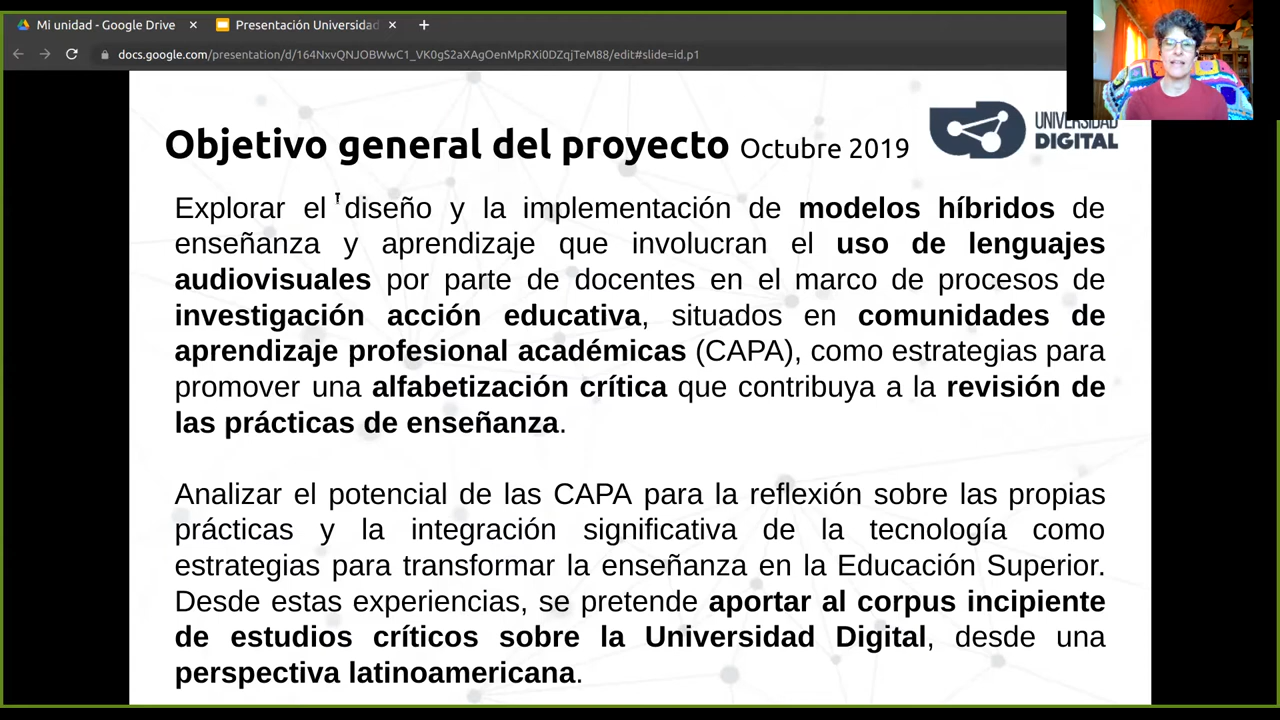 Mi unidad - Google Drive
Presentación Universidad
docs.google.com/presentation/d/164NxvQNJOBWwC1_VK0gS2aXAgOenMpRXi0DZqjTeM88/edit#slide=id.p1
UNIVERSIDAD
DIGITAL
Objetivo general del proyecto Octubre 2019
Explorar el diseño y la implementación de modelos híbridos de
enseñanza y aprendizaje que involucran el uso de lenguajes
audiovisuales por parte de docentes en el marco de procesos de
investigación acción educativa, situados en comunidades de
aprendizaje profesional académicas (CAPA), como estrategias para
promover una alfabetización crítica que contribuya a la revisión de
las prácticas de enseñanza.
Analizar el potencial de las CAPA para la reflexión sobre las propias
prácticas y la integración significativa de la tecnología como
estrategias para transformar la enseñanza en la Educación Superior.
Desde estas experiencias, se pretende aportar al corpus incipiente
de estudios críticos sobre la Universidad Digital, desde una
perspectiva latinoamericana.